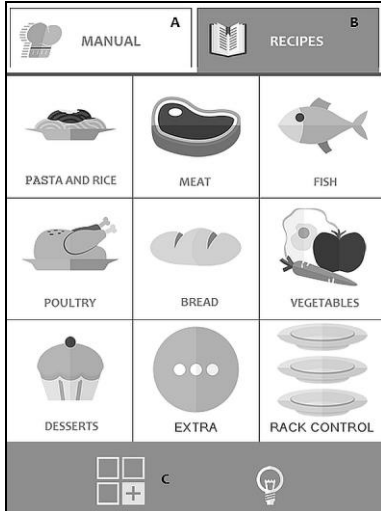 MANUAL A RECIPES B
PASTA AND RICE MEAT FISH
POULTRY BREAD VEGETABLES
DESSERTS EXTRA RACK CONTROL
C